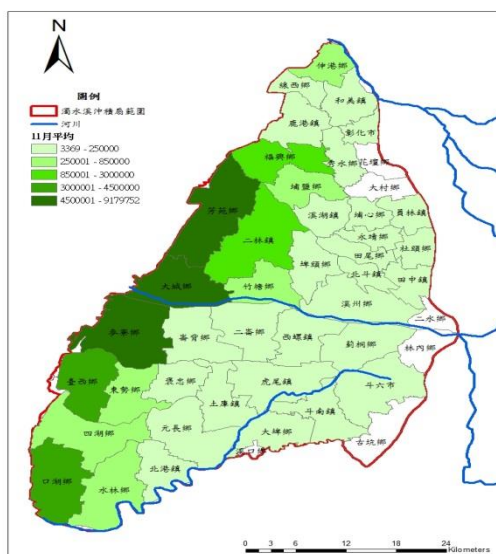 N
圖例
濁水溪沖積扇範圍
河川
11月平均
3369 - 250000
250001 - 850000
850001 - 3000000
3000001 - 4500000
4500001 - 9179752
伸港鄉
線西鄉
和美鎮
鹿港鎮
彰化市
福興鄉
秀水鄉
花壇鄉
芳苑鄉
埔鹽鄉
大村鄉
溪湖鎮
埔心鄉
員林鎮
二林鎮
永靖鄉
田尾鄉
社頭鄉
埤頭鄉
北斗鎮
田中鎮
大城鄉
竹塘鄉
溪州鄉
二水鄉
麥寮鄉
崙背鄉
二崙鄉
西螺鎮
莿桐鄉
林內鄉
臺西鄉
東勢鄉
褒忠鄉
虎尾鎮
斗六市
土庫鎮
斗南鎮
四湖鄉
元長鄉
大埤鄉
古坑鄉
口湖鄉
水林鄉
北港鎮
溪口鄉
0 3 6 12 18 24
Kilometers